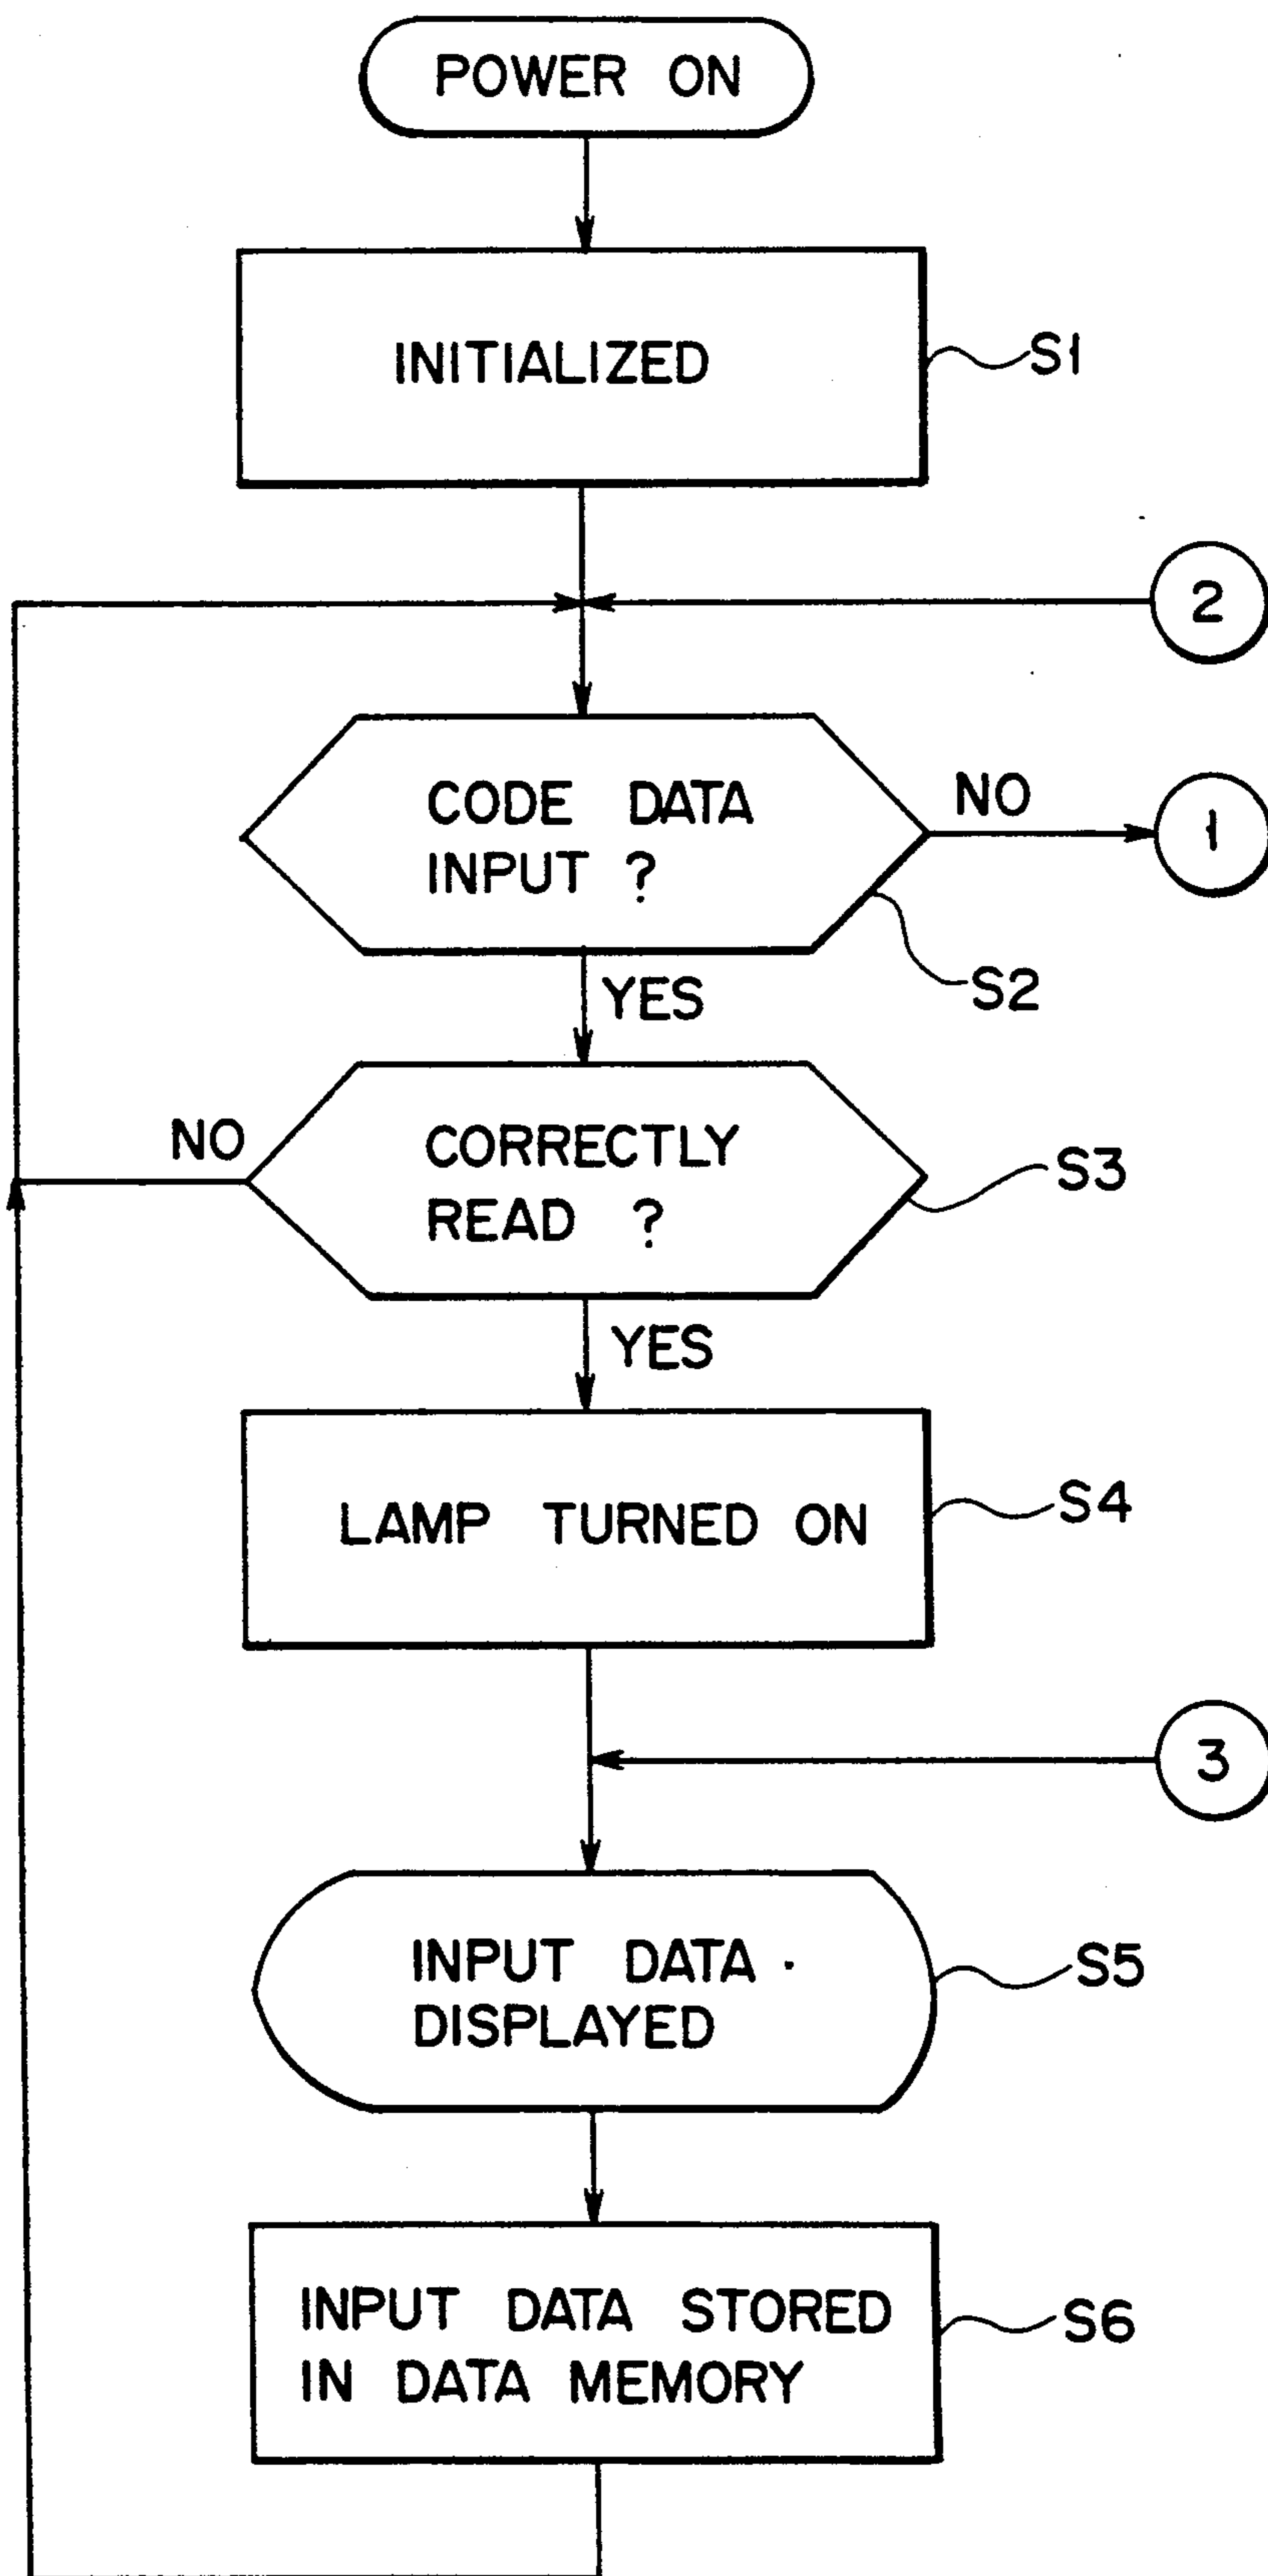 POWER ON
INITIALIZED
S1
2
CODE DATA
INPUT ?
NO
1
S2
YES
NO
CORRECTLY
READ ?
S3
YES
LAMP TURNED ON
S4
3
INPUT DATA
DISPLAYED
S5
INPUT DATA STORED
IN DATA MEMORY
S6